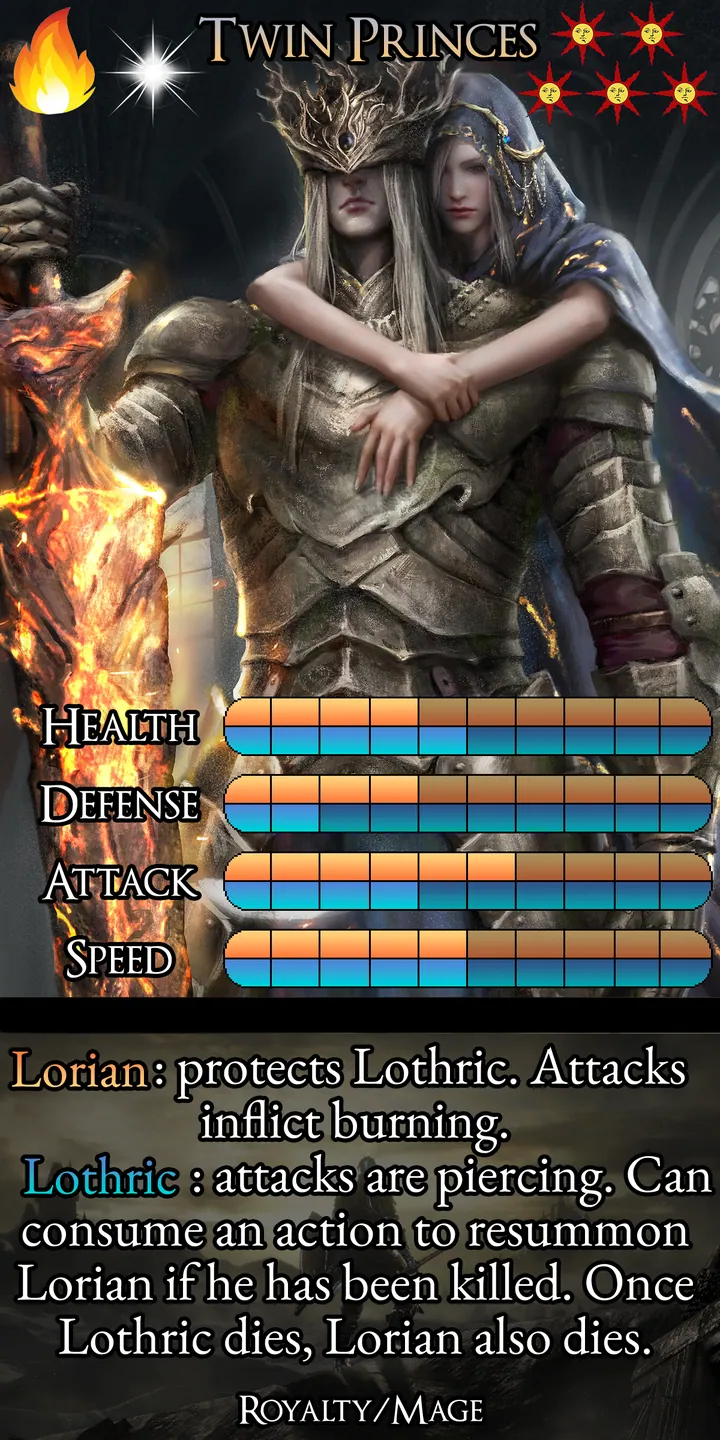 Twin Princes
Health
Defense
Attack
Speed
Lorian: protects Lothric. Attacks
inflict burning.
Lothric : attacks are piercing. Can
consume an action to resummon
Lorian if he has been killed. Once
Lothric dies, Lorian also dies.
Royalty/Mage